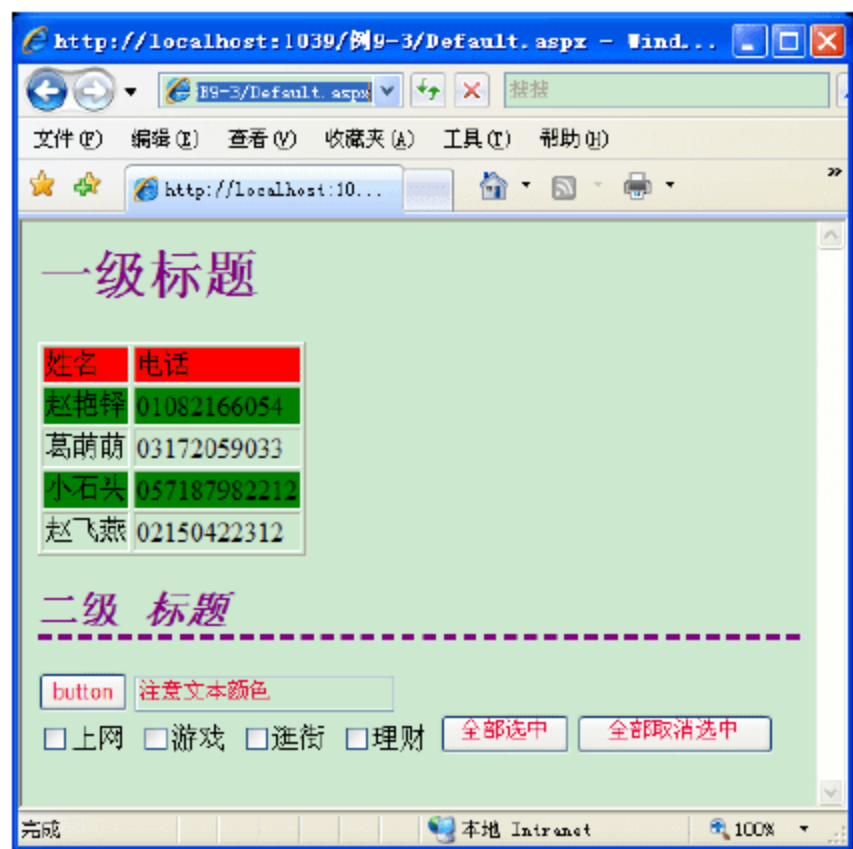 http://localhost:1039/例9-3/Default.aspx - Wind...
B9-3/Default.aspx 搜搜
文件(F) 编辑(E) 查看(V) 收藏夹(A) 工具(T) 帮助(H)
http://localhost:10... »
一级标题
姓名 电话
赵艳铎 01082166054
葛萌萌 03172059033
小石头 057187982212
赵飞燕 02150422312
二级 标题
button 注意文本颜色
上网 游戏 逛街 理财 全部选中 全部取消选中
完成 本地 Intranet 100%